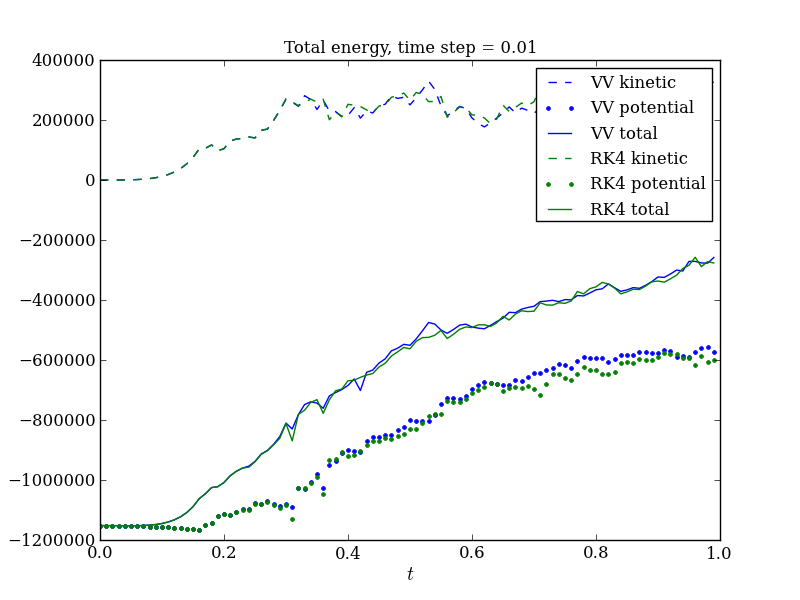 Total energy, time step = 0.01
400000
200000
0
−200000
−400000
−600000
−800000
−1000000
−1200000
VV kinetic
VV potential
VV total
RK4 kinetic
RK4 potential
RK4 total
0.0
0.2
0.4
0.6
0.8
1.0
t